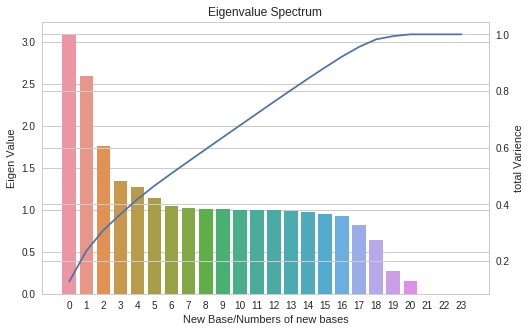 Eigenvalue Spectrum
3.0
2.5
2.0
1.5
1.0
0.5
0.0
Eigen Value
1.0
0.8
0.6
0.4
0.2
total Varience
0 1 2 3 4 5 6 7 8 9 10 11 12 13 14 15 16 17 18 19 20 21 22 23
New Base/Numbers of new bases